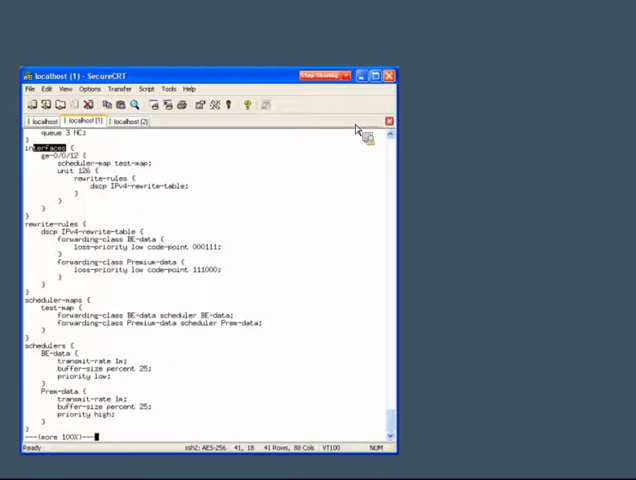 localhost (1) - SecureCRT
Stop Sharing
File Edit View Options Transfer Script Tools Help
localhost localhost (1) localhost (2)
queue 3 NC;
}
interfaces {
ge-0/0/12 {
scheduler-map test-map;
unit 126 {
rewrite-rules {
dscp IPv4-rewrite-table;
}
}
}
}
rewrite-rules {
dscp IPv4-rewrite-table {
forwarding-class BE-data {
loss-priority low code-point 000111;
}
forwarding-class Premium-data {
loss-priority low code-point 111000;
}
}
}
scheduler-maps {
test-map {
forwarding-class BE-data scheduler BE-data;
forwarding-class Premium-data scheduler Prem-data;
}
}
schedulers {
BE-data {
transmit-rate 1m;
buffer-size percent 25;
priority low;
}
Prem-data {
transmit-rate 1m;
buffer-size percent 25;
priority high;
}
}
---(more 100%)---
Ready ssh2: AES-256 41, 18 41 Rows, 88 Cols VT100 NUM